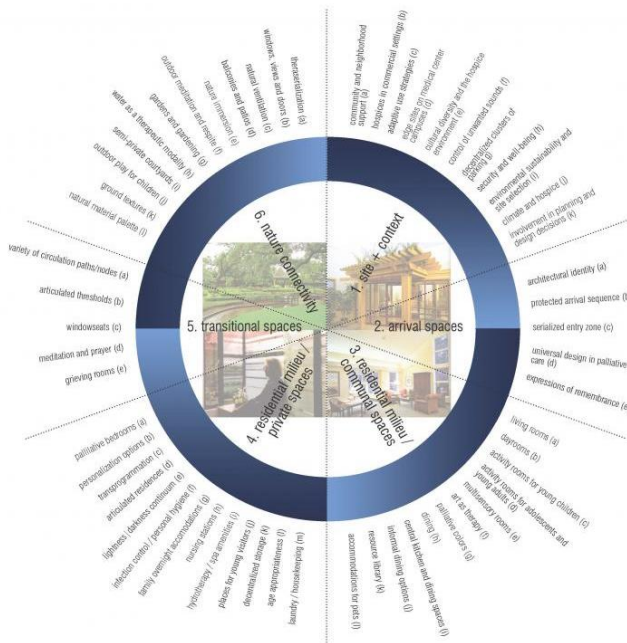 1. site + context
community and neighborhood
support (a)
hospices in commercial settings (b)
adaptive use strategies (c)
edge sites on medical center
campuses (d)
cultural diversity and the hospice
environment (e)
control of unwanted sounds (f)
decentralized clusters of
parking g)
security and well-being (h)
environmental sustainability and
site selection (i)
climate and hospice (j)
involvement in planning and
design decisions (k)
2. arrival spaces
architectural identity (a)
protected arrival sequence (b)
serialized entry zone (c)
universal design in palliative
care (d)
expressions of remembrance (e)
3. residential milieu /
communal spaces
living rooms (a)
dayrooms (b)
activity rooms for young children (c)
activity rooms for adolescents and
young adults (d)
multisensory rooms (e)
art as therapy (f)
palliative colors (g)
dining (h)
central kitchen and dining spaces (i)
informal dining options (j)
resource library (k)
accommodations for pets (l)
4. residential milieu /
private spaces
palliative bedrooms (a)
personalization options (b)
transprogrammation (c)
articulated residences (d)
lightness / darkness continuum (e)
infection control / personal hygiene (f)
family overnight accomodations (g)
nursing stations (h)
hydrotherapy / spa amenities (i)
places for young visitors (j)
decentralized storage (k)
age appropriateness (l)
laundry / housekeeping (m)
5. transitional spaces
variety of circulation paths/nodes (a)
articulated thresholds (b)
windowseats (c)
meditation and prayer (d)
grieving rooms (e)
6. nature connectivity
theraserialization (a)
windows, views and doors (b)
natural ventilation (c)
balconies and patios (d)
nature immersion (e)
outdoor meditation and respite (f)
gardens and gardening (g)
water as a therapeutic modality (h)
semi-private courtyards (i)
outdoor play for children (j)
ground textures (k)
natural material palette (l)